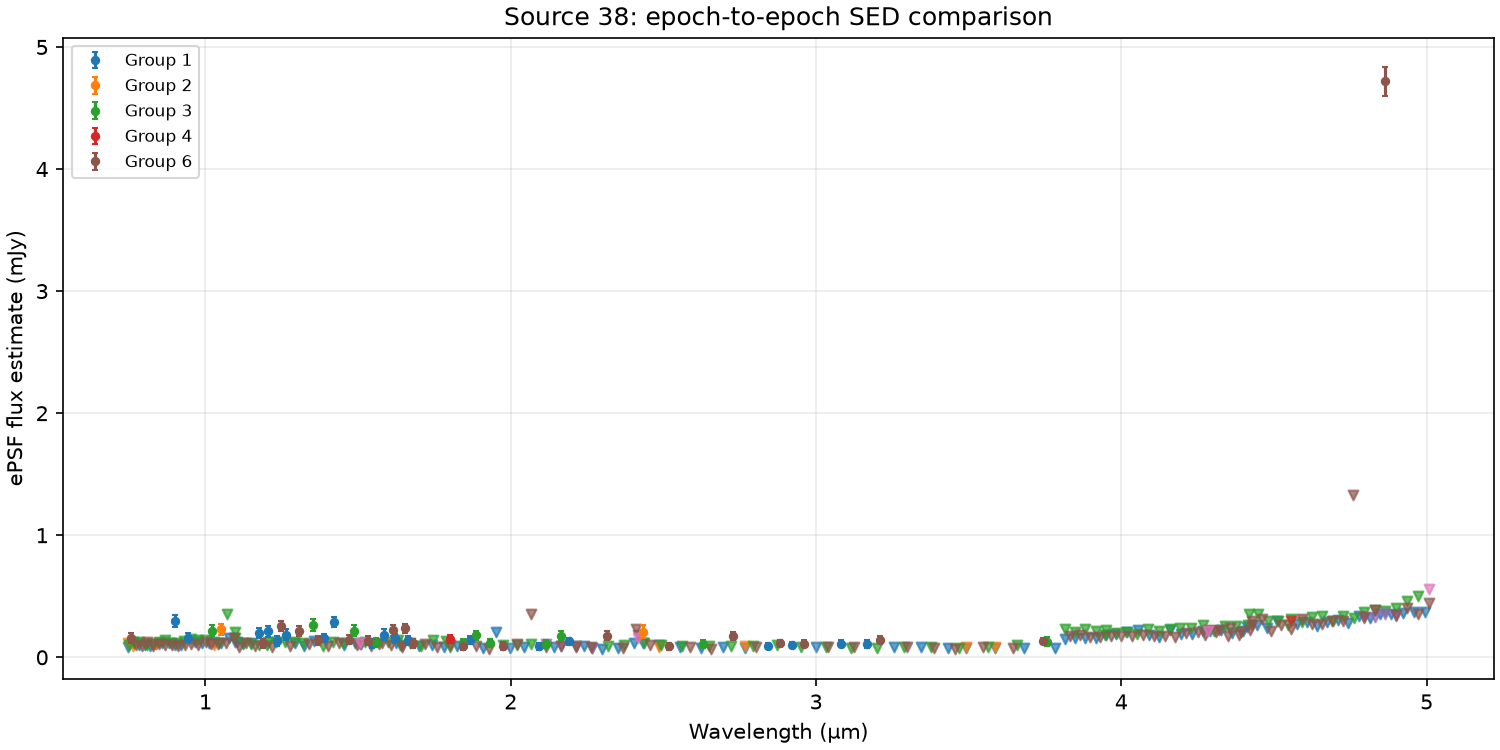 Source 38: epoch-to-epoch SED comparison
Group 1
Group 2
Group 3
Group 4
Group 6
ePSF flux estimate (mJy)
5
4
3
2
1
0
1 2 3 4 5
Wavelength (µm)